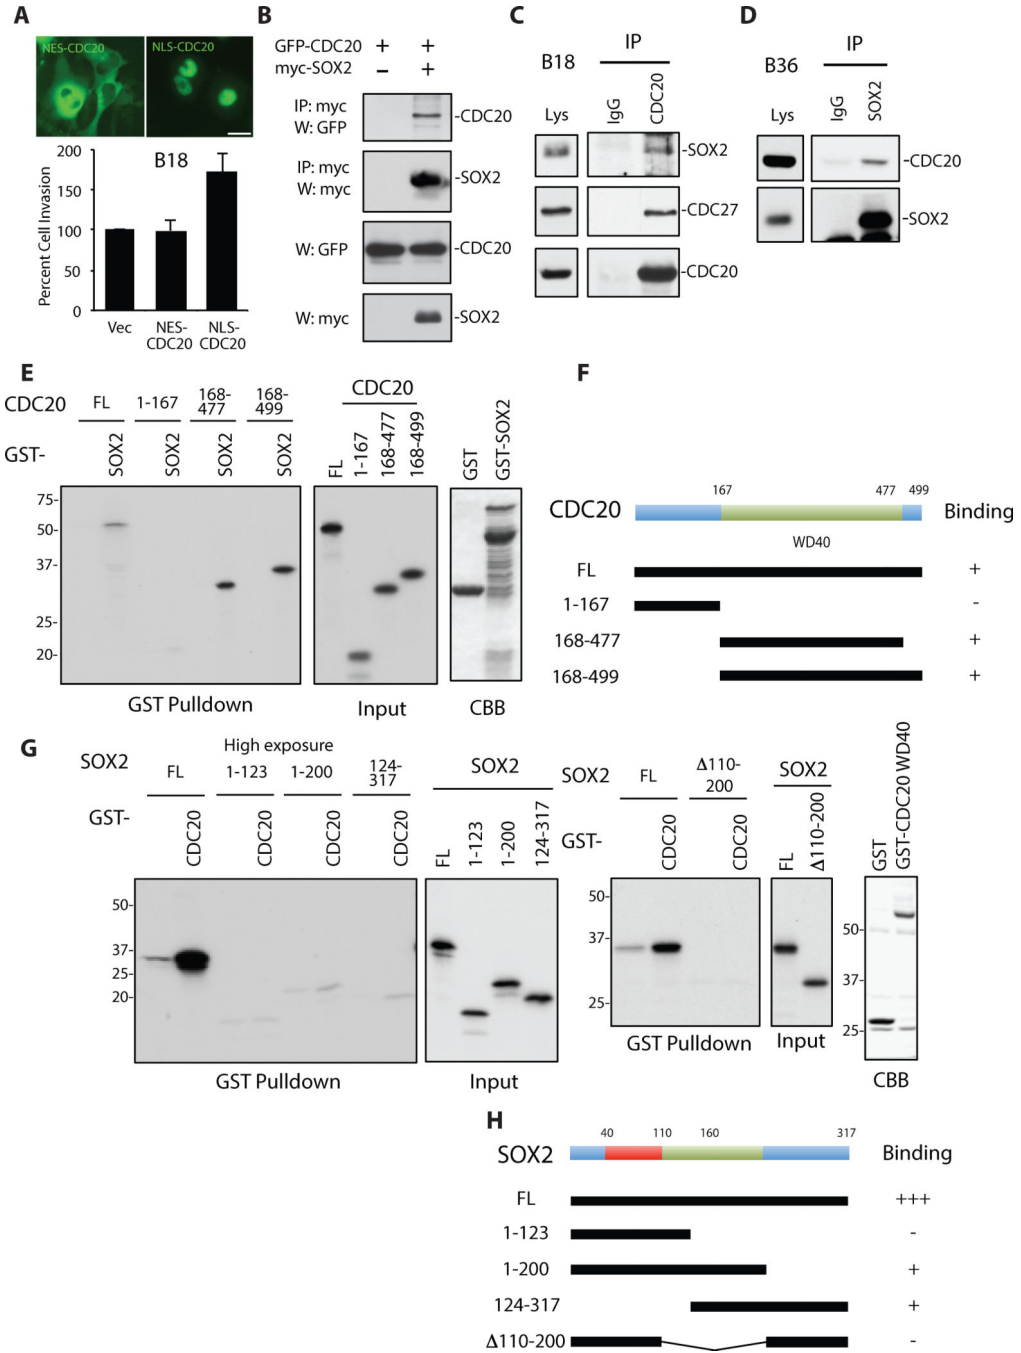 A
NES-CDC20
NLS-CDC20
B18
Percent Cell Invasion
200
150
100
50
0
Vec
NES-
CDC20
NLS-
CDC20
B
GFP-CDC20 + +
myc-SOX2 – +
IP: myc
W: GFP
-CDC20
IP: myc
W: myc
-SOX2
W: GFP
-CDC20
W: myc
-SOX2
C
IP
B18
Lys
IgG
CDC20
-SOX2
-CDC27
-CDC20
D
IP
B36
Lys
IgG
SOX2
-CDC20
-SOX2
E
CDC20
FL
1-167
168-
477
168-
499
GST-
SOX2
SOX2
SOX2
SOX2
75-
50-
37-
25-
20-
GST Pulldown
CDC20
FL
1-167
168-477
168-499
Input
GST
GST-SOX2
CBB
F
167 477 499
CDC20
Binding
WD40
FL +
1-167 -
168-477 +
168-499 +
G
High exposure
SOX2
FL
1-123
1-200
124-
317
GST-
CDC20
CDC20
CDC20
CDC20
50-
37-
25-
20-
GST Pulldown
SOX2
FL
1-123
1-200
124-317
Input
SOX2
FL
Δ110-
200
GST-
CDC20
CDC20
50-
37-
25-
GST Pulldown
SOX2
FL
Δ110-200
Input
GST
GST-CDC20 WD40
50-
37-
25-
CBB
H
40 110 160 317
SOX2
Binding
FL +++
1-123 -
1-200 +
124-317 +
Δ110-200 -